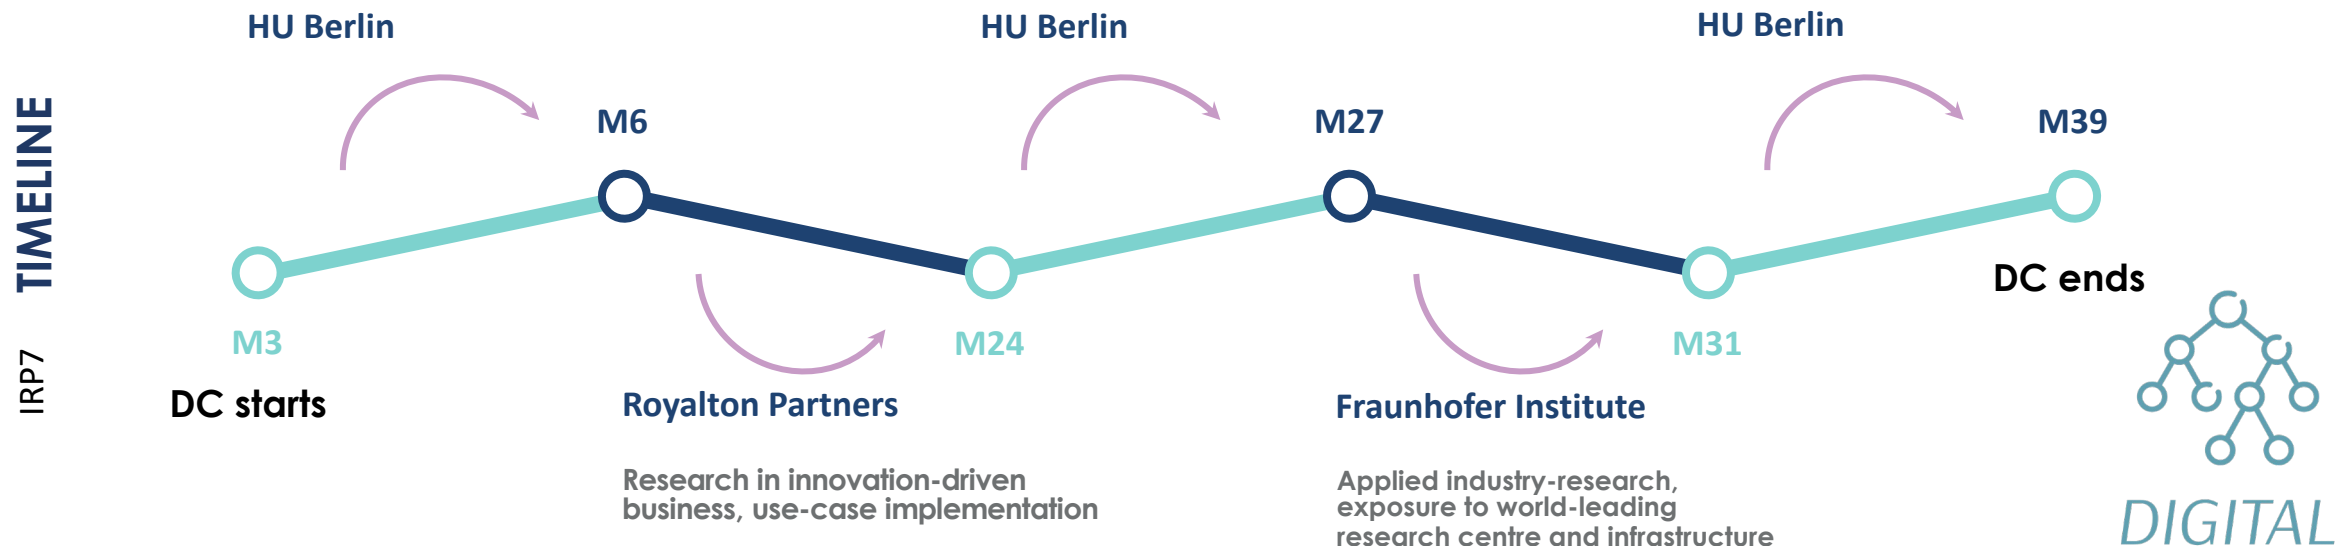 TIMELINE
IRP7
HU Berlin
HU Berlin
HU Berlin
M6
M27
M39
M3
M24
M31
DC starts
DC ends
Royalton Partners
Research in innovation-driven
business, use-case implementation
Fraunhofer Institute
Applied industry-research,
exposure to world-leading
research centre and infrastructure
DIGITAL